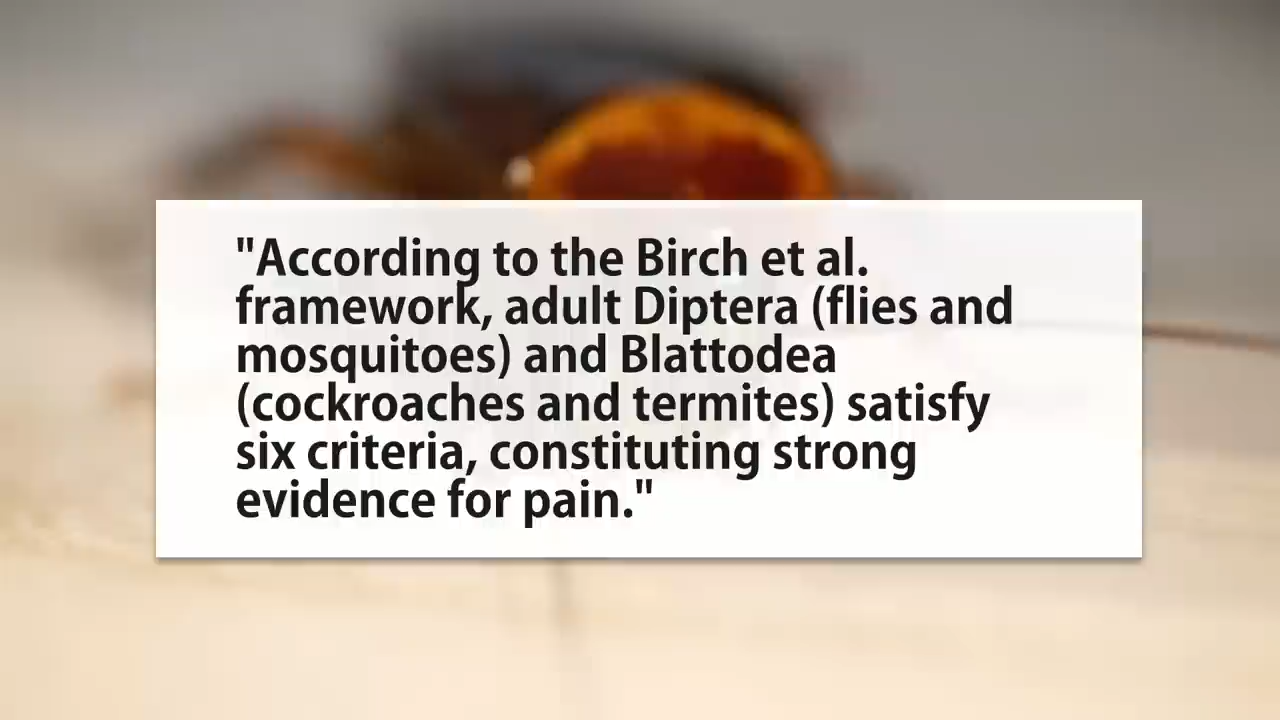 "According to the Birch et al.
framework, adult Diptera (flies and
mosquitoes) and Blattodea
(cockroaches and termites) satisfy
six criteria, constituting strong
evidence for pain."